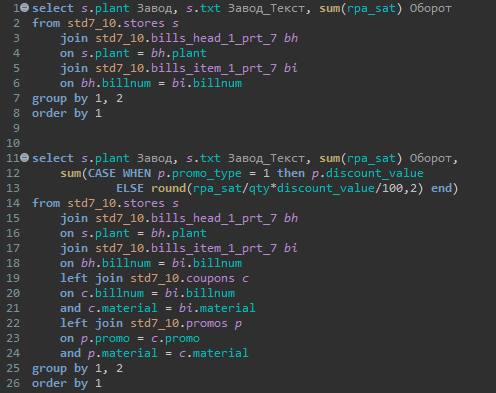 1 select s.plant Завод, s.txt Завод_Текст, sum(rpa_sat) Оборот
2 from std7_10.stores s
3 join std7_10.bills_head_1_prt_7 bh
4 on s.plant = bh.plant
5 join std7_10.bills_item_1_prt_7 bi
6 on bh.billnum = bi.billnum
7 group by 1, 2
8 order by 1
9
10
11 select s.plant Завод, s.txt Завод_Текст, sum(rpa_sat) Оборот,
12 sum(CASE WHEN p.promo_type = 1 then p.discount_value
13 ELSE round(rpa_sat/qty*discount_value/100,2) end)
14 from std7_10.stores s
15 join std7_10.bills_head_1_prt_7 bh
16 on s.plant = bh.plant
17 join std7_10.bills_item_1_prt_7 bi
18 on bh.billnum = bi.billnum
19 left join std7_10.coupons c
20 on c.billnum = bi.billnum
21 and c.material = bi.material
22 left join std7_10.promos p
23 on p.promo = c.promo
24 and p.material = c.material
25 group by 1, 2
26 order by 1